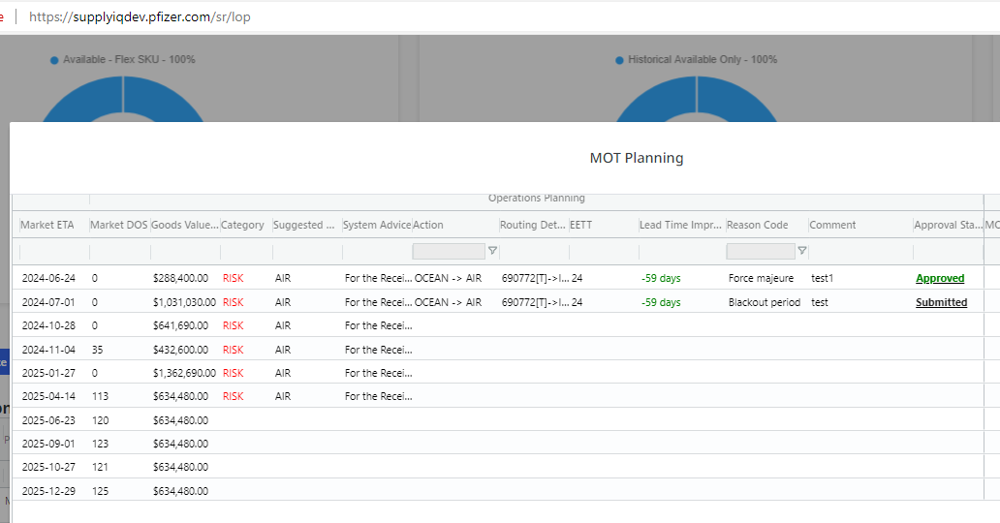 https://supplyiqdev.pfizer.com/sr/lop
Available - Flex SKU - 100%
Historical Available Only - 100%
MOT Planning
Operations Planning
Market ETA Market DOS Goods Value... Category Suggested ... System Advice Action Routing Det... EETT Lead Time Impr... Reason Code Comment Approval Sta... MO
2024-06-24 0 $288,400.00 RISK AIR For the Recei... OCEAN -> AIR 690772[T]->I... 24 -59 days Force majeure test1 Approved
2024-07-01 0 $1,031,030.00 RISK AIR For the Recei... OCEAN -> AIR 690772[T]->I... 24 -59 days Blackout period test Submitted
2024-10-28 0 $641,690.00 RISK AIR For the Recei...
2024-11-04 35 $432,600.00 RISK AIR For the Recei...
2025-01-27 0 $1,362,690.00 RISK AIR For the Recei...
2025-04-14 113 $634,480.00 RISK AIR For the Recei...
2025-06-23 120 $634,480.00
2025-09-01 123 $634,480.00
2025-10-27 121 $634,480.00
2025-12-29 125 $634,480.00